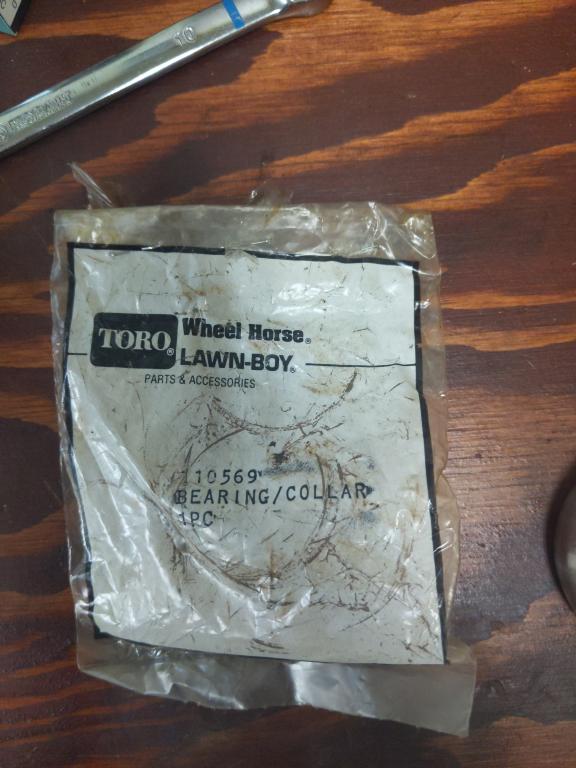 10
TORO®
Wheel Horse®
LAWN-BOY®
PARTS & ACCESSORIES
110569
BEARING/COLLAR
1PC